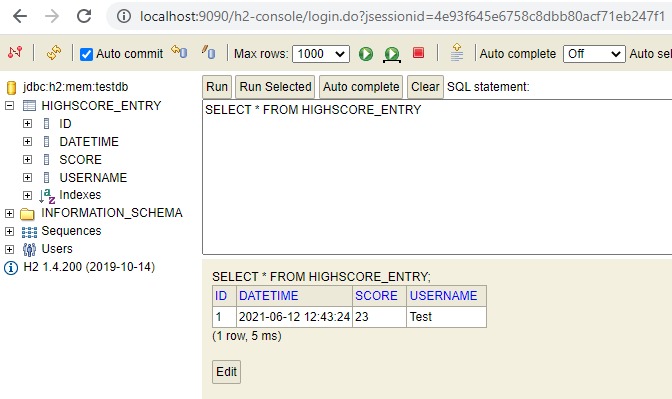 localhost:9090/h2-console/login.do?jsessionid=4e93f645e6758c8dbb80acf71eb247f1
Auto commit Max rows: 1000 Auto complete Off Auto sel
jdbc:h2:mem:testdb
HIGHSCORE_ENTRY
ID
DATETIME
SCORE
USERNAME
Indexes
INFORMATION_SCHEMA
Sequences
Users
H2 1.4.200 (2019-10-14)
Run Run Selected Auto complete Clear SQL statement:
SELECT * FROM HIGHSCORE_ENTRY
SELECT * FROM HIGHSCORE_ENTRY;
ID DATETIME SCORE USERNAME
1 2021-06-12 12:43:24 23 Test
(1 row, 5 ms)
Edit